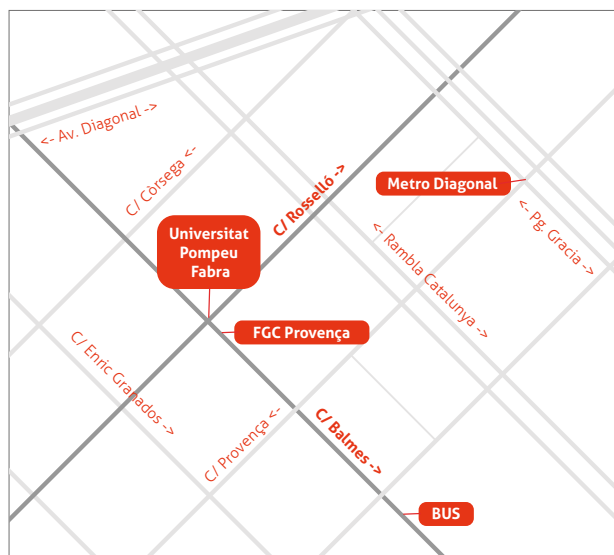 <- Av. Diagonal ->
C/ Còrsega <-
C/ Rosselló ->
Metro Diagonal
<- Pg. Gracia ->
Universitat
Pompeu
Fabra
<- Rambla Catalunya ->
FGC Provença
C/ Enric Granados ->
C/ Provença <-
C/ Balmes ->
BUS